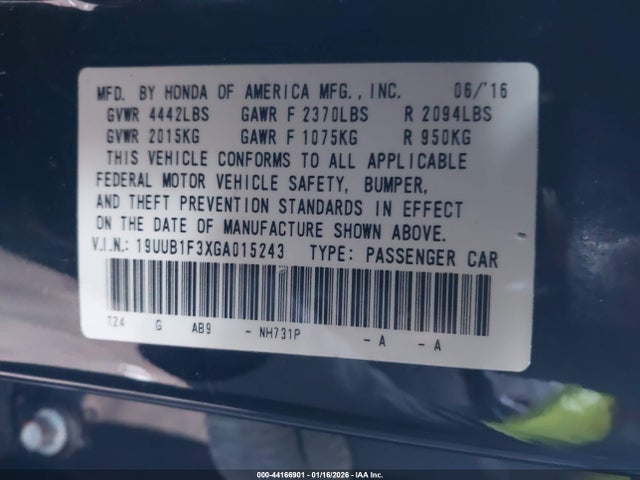 MFD. BY HONDA OF AMERICA MFG., INC. 06/'16
GVWR 4442LBS GAWR F 2370LBS R 2094LBS
GVWR 2015KG GAWR F 1075KG R 950KG
THIS VEHICLE CONFORMS TO ALL APPLICABLE
FEDERAL MOTOR VEHICLE SAFETY, BUMPER,
AND THEFT PREVENTION STANDARDS IN EFFECT
ON THE DATE OF MANUFACTURE SHOWN ABOVE.
V.I.N.: 19UUB1F3XGA015243 TYPE: PASSENGER CAR
TZ4 G AB9 - NH731P - A - A
000-44166901 - 01/16/2026 - IAA Inc.